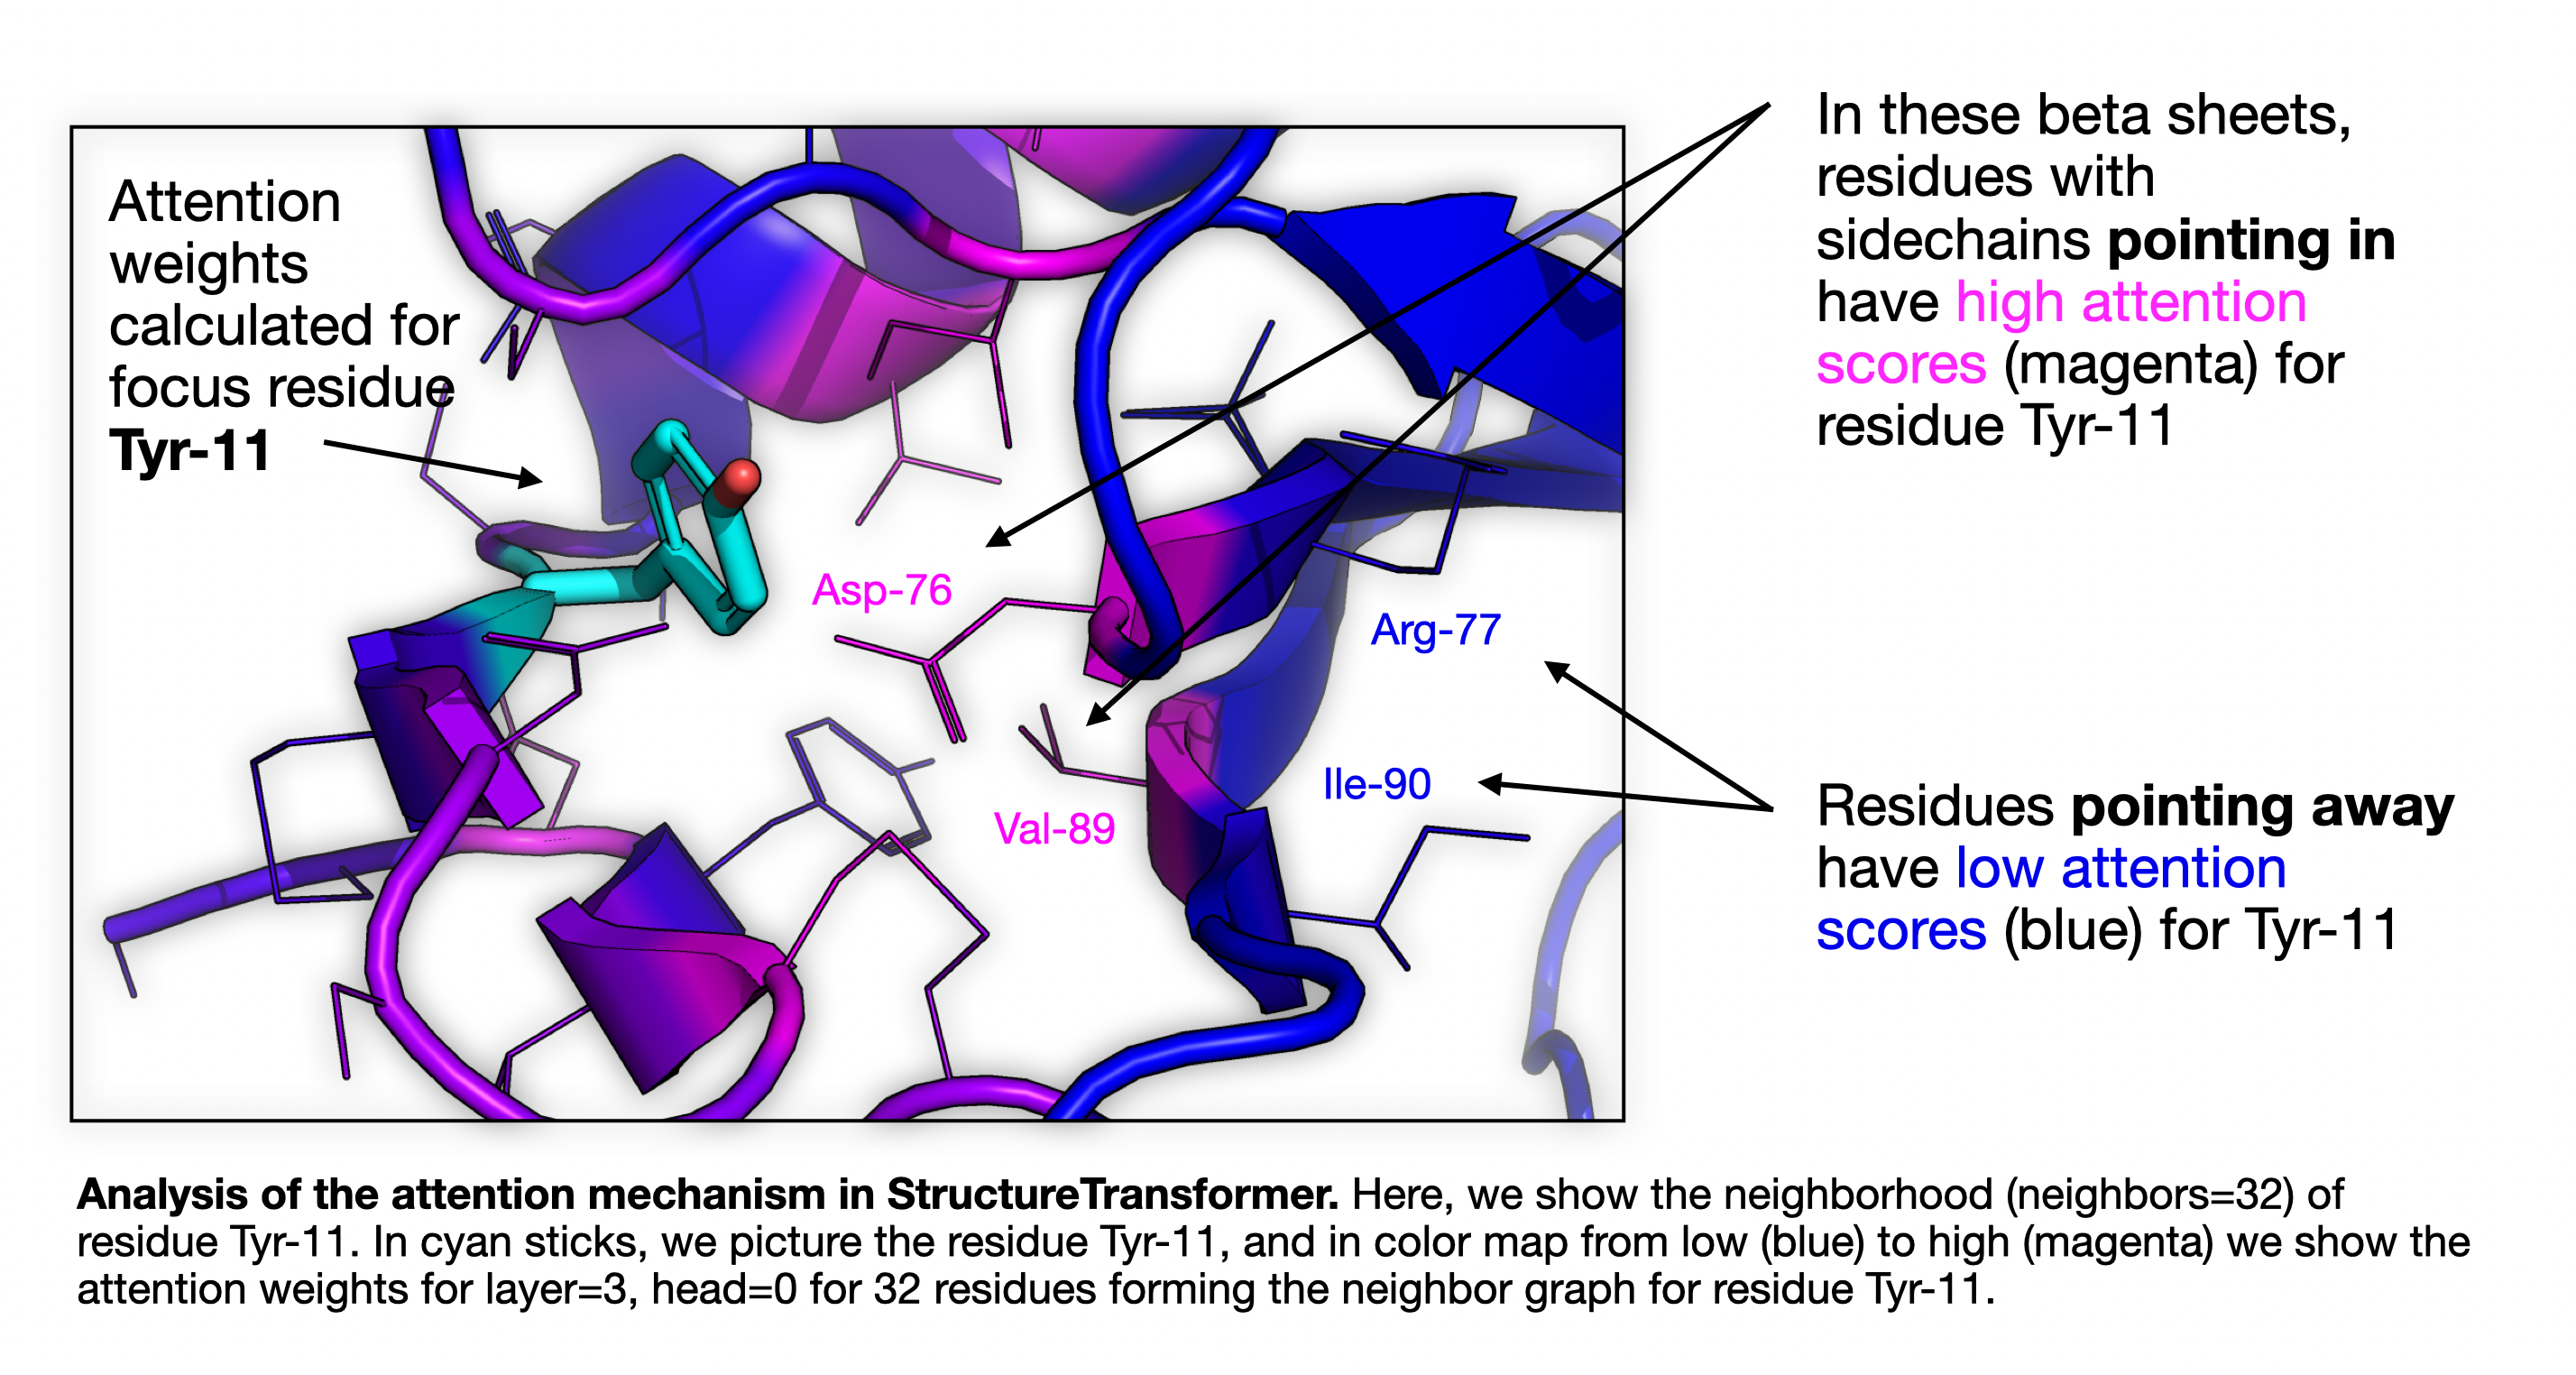 Attention
weights
calculated for
focus residue
Tyr-11
In these beta sheets,
residues with
sidechains pointing in
have high attention
scores (magenta) for
residue Tyr-11
Asp-76
Arg-77
Ile-90
Val-89
Residues pointing away
have low attention
scores (blue) for Tyr-11
Analysis of the attention mechanism in StructureTransformer. Here, we show the neighborhood (neighbors=32) of
residue Tyr-11. In cyan sticks, we picture the residue Tyr-11, and in color map from low (blue) to high (magenta) we show the
attention weights for layer=3, head=0 for 32 residues forming the neighbor graph for residue Tyr-11.